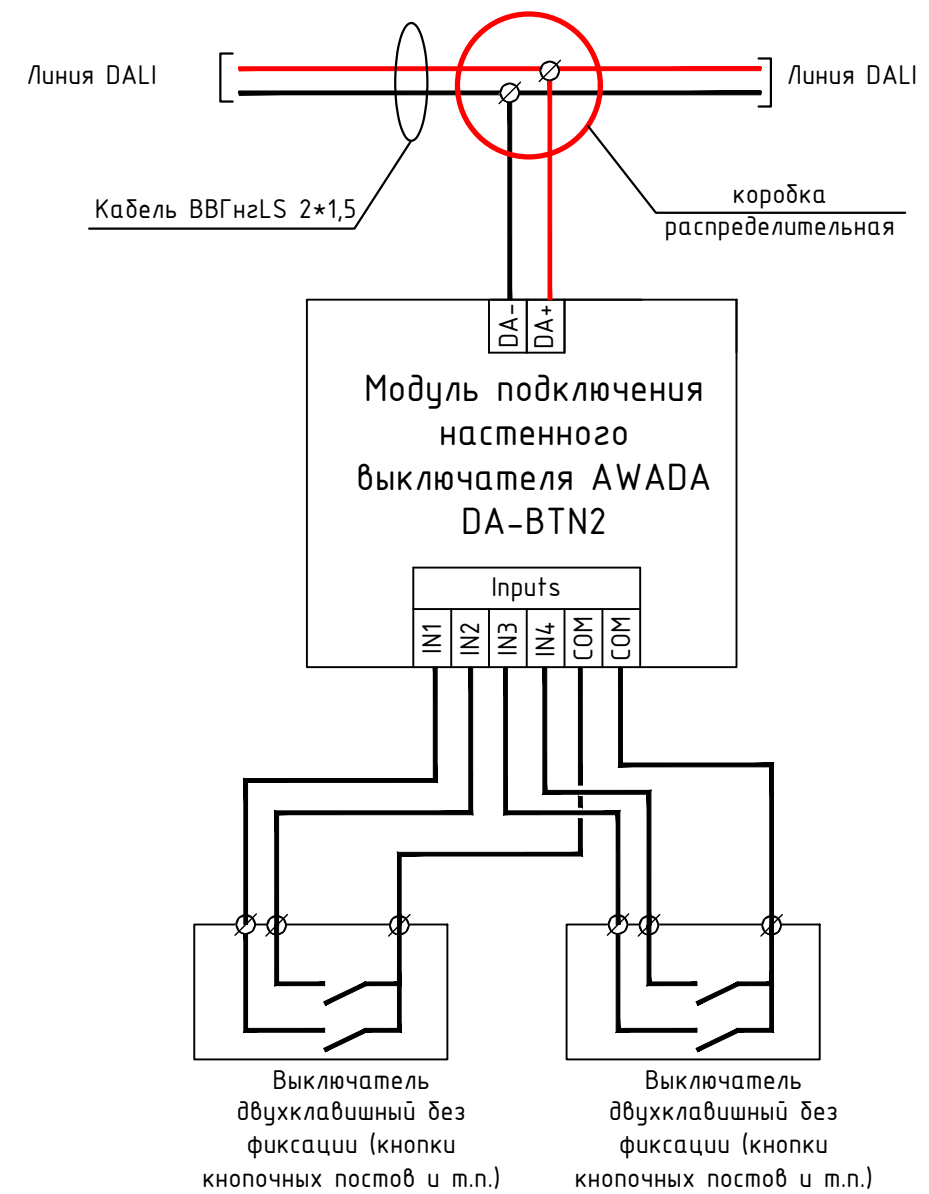 Линия DALI
Линия DALI
Кабель ВВГнгLS 2*1,5
коробка
распределительная
DA-
DA+
Модуль подключения
настенного
выключателя AWADA
DA-BTN2
Inputs
IN1
IN2
IN3
IN4
COM
COM
Выключатель
двухклавишный без
фиксации (кнопки
кнопочных постов и т.п.)
Выключатель
двухклавишный без
фиксации (кнопки
кнопочных постов и т.п.)